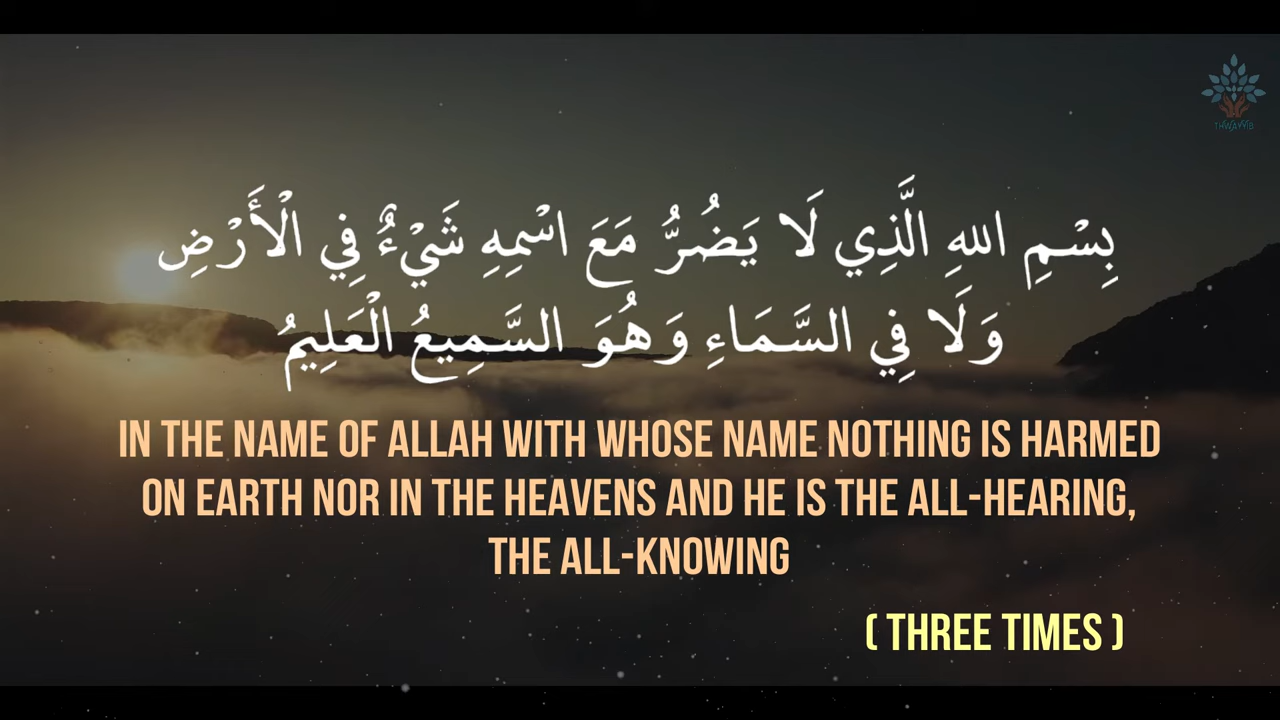 THWAYYIB
بِسْمِ اللهِ الَّذِي لَا يَضُرُّ مَعَ اسْمِهِ شَيْءٌ فِي الْأَرْضِ
وَلَا فِي السَّمَاءِ وَهُوَ السَّمِيعُ الْعَلِيمُ
IN THE NAME OF ALLAH WITH WHOSE NAME NOTHING IS HARMED
ON EARTH NOR IN THE HEAVENS AND HE IS THE ALL-HEARING,
THE ALL-KNOWING
( THREE TIMES )